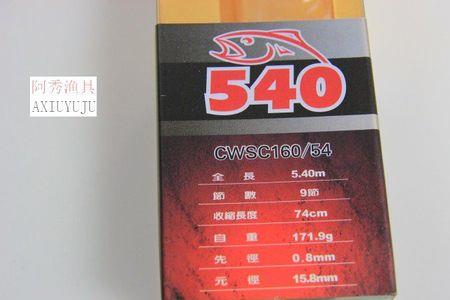 540
阿秀渔具
AXIUYUJU
CWSC160/54
全長 5.40m
節數 9節
收縮長度 74cm
自重 171.9g
先徑 0.8mm
元徑 15.8mm